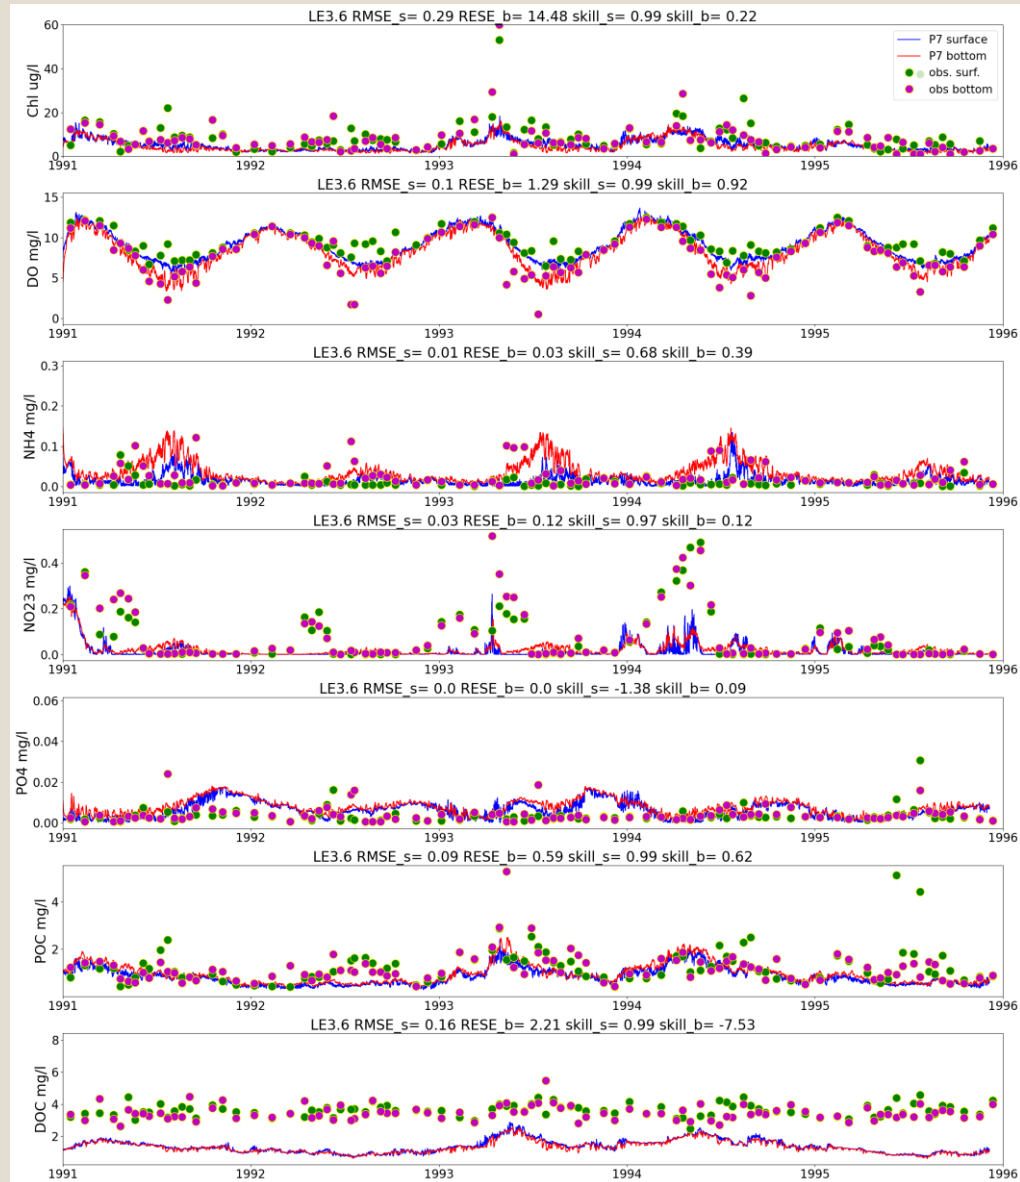 LE3.6 RMSE_s= 0.29 RESE_b= 14.48 skill_s= 0.99 skill_b= 0.22
Chl ug/l
60
40
20
0
P7 surface
P7 bottom
obs. surf.
obs bottom
1991 1992 1993 1994 1995 1996
LE3.6 RMSE_s= 0.1 RESE_b= 1.29 skill_s= 0.99 skill_b= 0.92
DO mg/l
15
10
5
0
1991 1992 1993 1994 1995 1996
LE3.6 RMSE_s= 0.01 RESE_b= 0.03 skill_s= 0.68 skill_b= 0.39
NH4 mg/l
0.3
0.2
0.1
0.0
1991 1992 1993 1994 1995 1996
LE3.6 RMSE_s= 0.03 RESE_b= 0.12 skill_s= 0.97 skill_b= 0.12
NO23 mg/l
0.4
0.2
0.0
1991 1992 1993 1994 1995 1996
LE3.6 RMSE_s= 0.0 RESE_b= 0.0 skill_s= -1.38 skill_b= 0.09
PO4 mg/l
0.06
0.04
0.02
0.00
1991 1992 1993 1994 1995 1996
LE3.6 RMSE_s= 0.09 RESE_b= 0.59 skill_s= 0.99 skill_b= 0.62
POC mg/l
4
2
1991 1992 1993 1994 1995 1996
LE3.6 RMSE_s= 0.16 RESE_b= 2.21 skill_s= 0.99 skill_b= -7.53
DOC mg/l
8
6
4
2
1991 1992 1993 1994 1995 1996